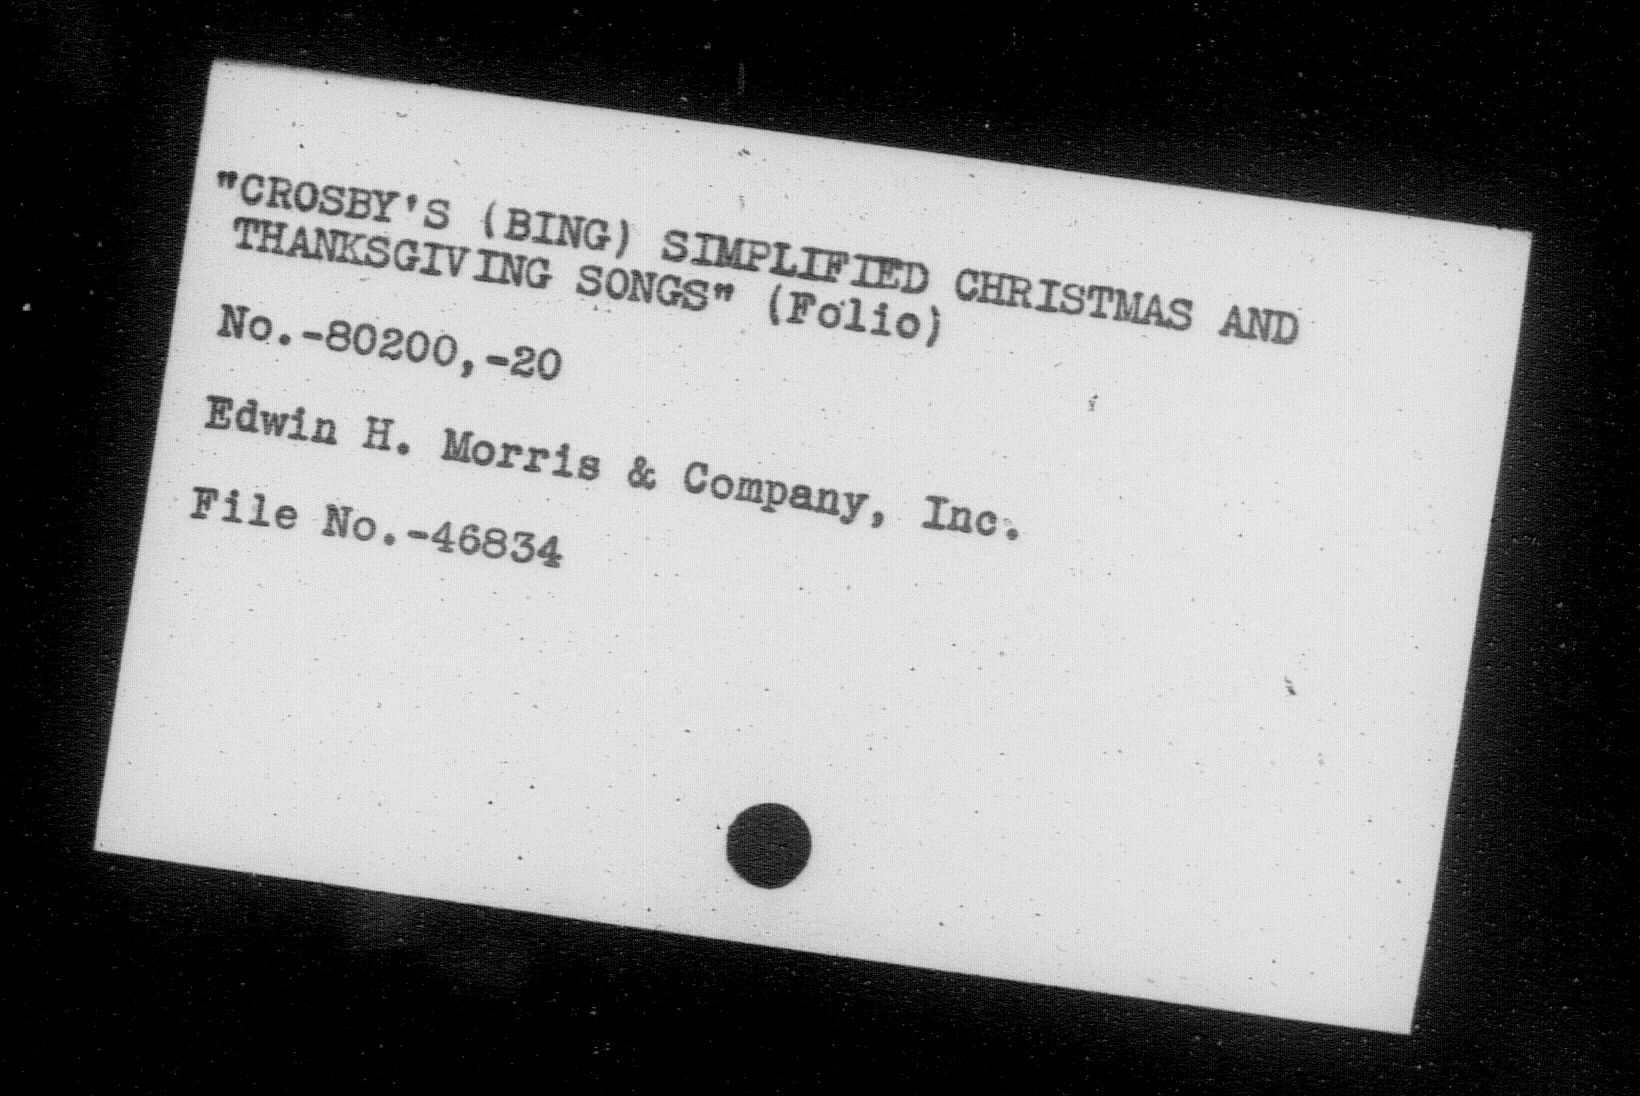 "CROSBY'S (BING) SIMPLIFIED CHRISTMAS AND
THANKSGIVING SONGS" (Folio)
No.-80200,-20
Edwin H. Morris & Company, Inc.
File No.-46834